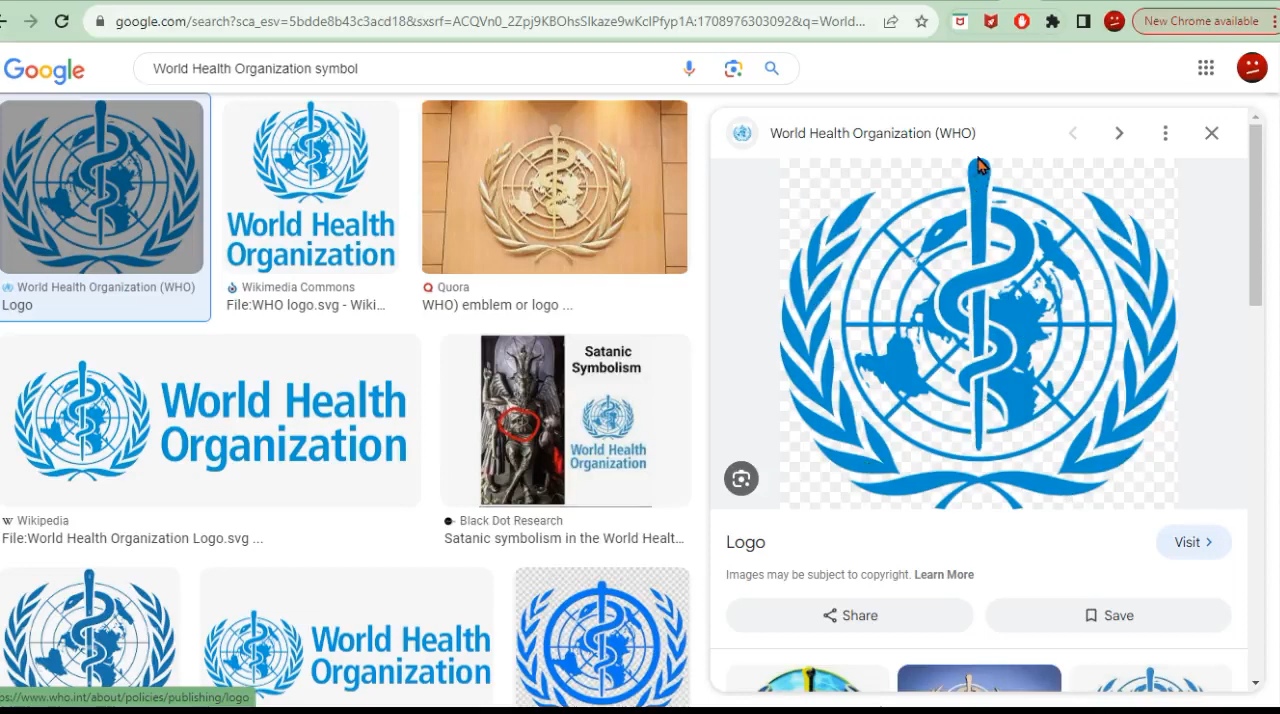 google.com/search?sca_esv=5bdde8b43c3acd18&sxsrf=ACQVn0_2Zpj9KBOhsSlkaze9wKclPfyp1A:1708976303092&q=World...
New Chrome available
Google
World Health Organization symbol
World Health
Organization
World Health Organization (WHO)
Logo
Wikimedia Commons
File:WHO logo.svg - Wiki...
Quora
WHO) emblem or logo ...
World Health
Organization
Satanic
Symbolism
World Health
Organization
Wikipedia
File:World Health Organization Logo.svg ...
Black Dot Research
Satanic symbolism in the World Healt...
World Health
Organization
ps://www.who.int/about/policies/publishing/logo
World Health Organization (WHO)
Logo
Visit
Images may be subject to copyright. Learn More
Share
Save